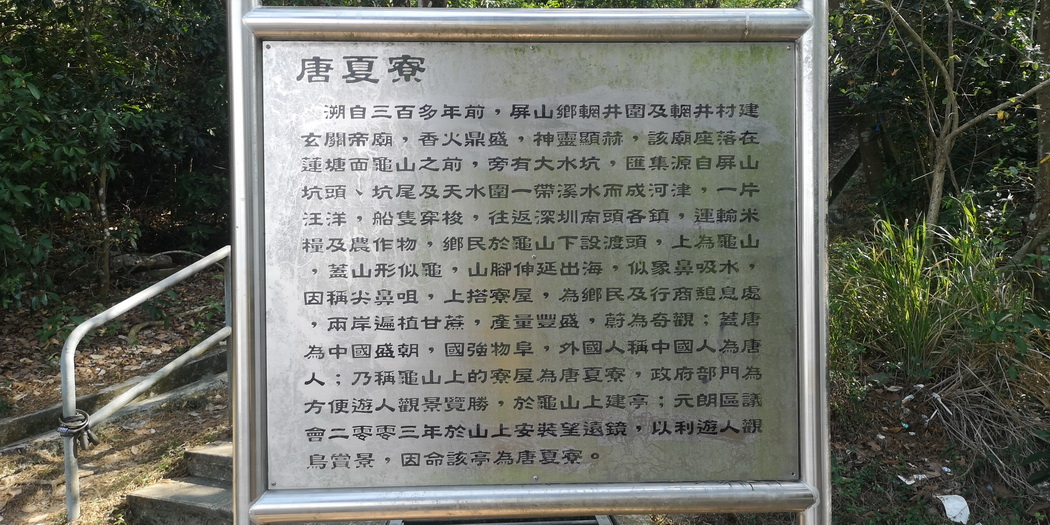 唐夏寮
溯自三百多年前，屏山鄉輞井圍及輞井村建
玄關帝廟，香火鼎盛，神靈顯赫，該廟座落在
蓮塘面龜山之前，旁有大水坑，匯集源自屏山
坑頭、坑尾及天水圍一帶溪水而成河津，一片
汪洋，船隻穿梭，往返深圳南頭各鎮，運輸米
糧及農作物，鄉民於龜山下設渡頭，上為龜山
，蓋山形似龜，山腳伸延出海，似象鼻吸水，
因稱尖鼻咀，上搭寮屋，為鄉民及行商憩息處
，兩岸遍植甘蔗，產量豐盛，蔚為奇觀；蓋唐
為中國盛朝，國強物阜，外國人稱中國人為唐
人；乃稱龜山上的寮屋為唐夏寮，政府部門為
方便遊人觀景覽勝，於龜山上建亭；元朗區議
會二零零三年於山上安裝望遠鏡，以利遊人觀
鳥賞景，因命該亭為唐夏寮。